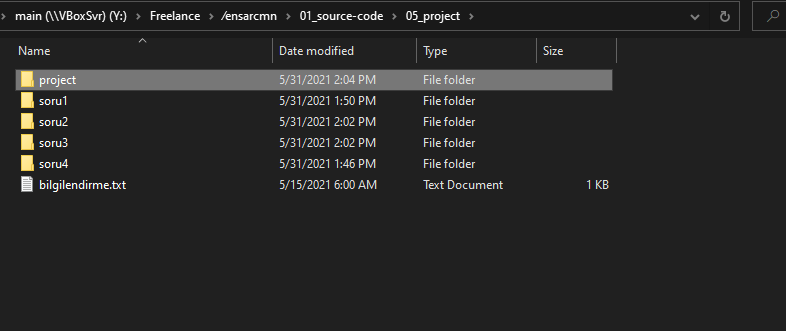 main (\\VBoxSvr) (Y:) > Freelance > /ensarcmn > 01_source-code > 05_project >
Name Date modified Type Size
project 5/31/2021 2:04 PM File folder
soru1 5/31/2021 1:50 PM File folder
soru2 5/31/2021 2:02 PM File folder
soru3 5/31/2021 2:02 PM File folder
soru4 5/31/2021 1:46 PM File folder
bilgilendirme.txt 5/15/2021 6:00 AM Text Document 1 KB